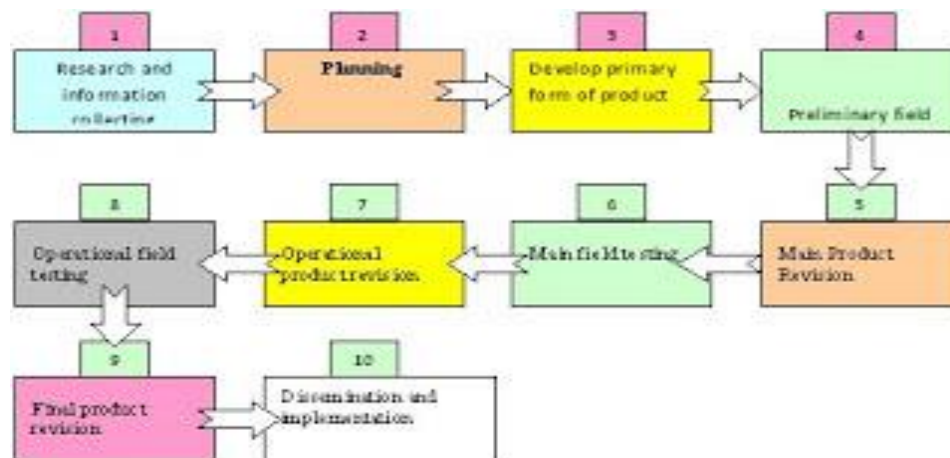 1
Research and
information
collecting
2
Planning
3
Develop primary
form of product
4
Preliminary field
5
Main Product
Revision
6
Main field testing
7
Operational
product revision
8
Operational field
testing
9
Final product
revision
10
Dissemination and
implementation